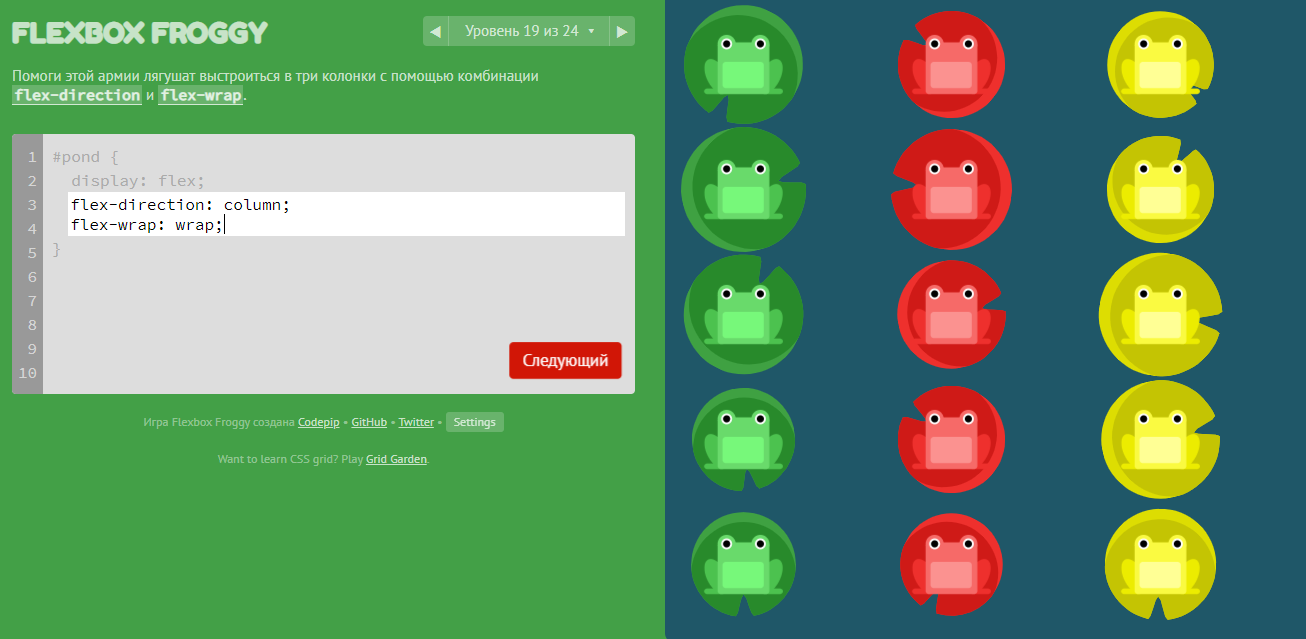 FLEXBOX FROGGY
◀ Уровень 19 из 24 ▾ ▶
Помоги этой армии лягушат выстроиться в три колонки с помощью комбинации
flex-direction и flex-wrap.
1 #pond {
2 display: flex;
3 flex-direction: column;
4 flex-wrap: wrap;
5 }
6
7
8
9
10
Следующий
Игра Flexbox Froggy создана Codepip • GitHub • Twitter • Settings
Want to learn CSS grid? Play Grid Garden.